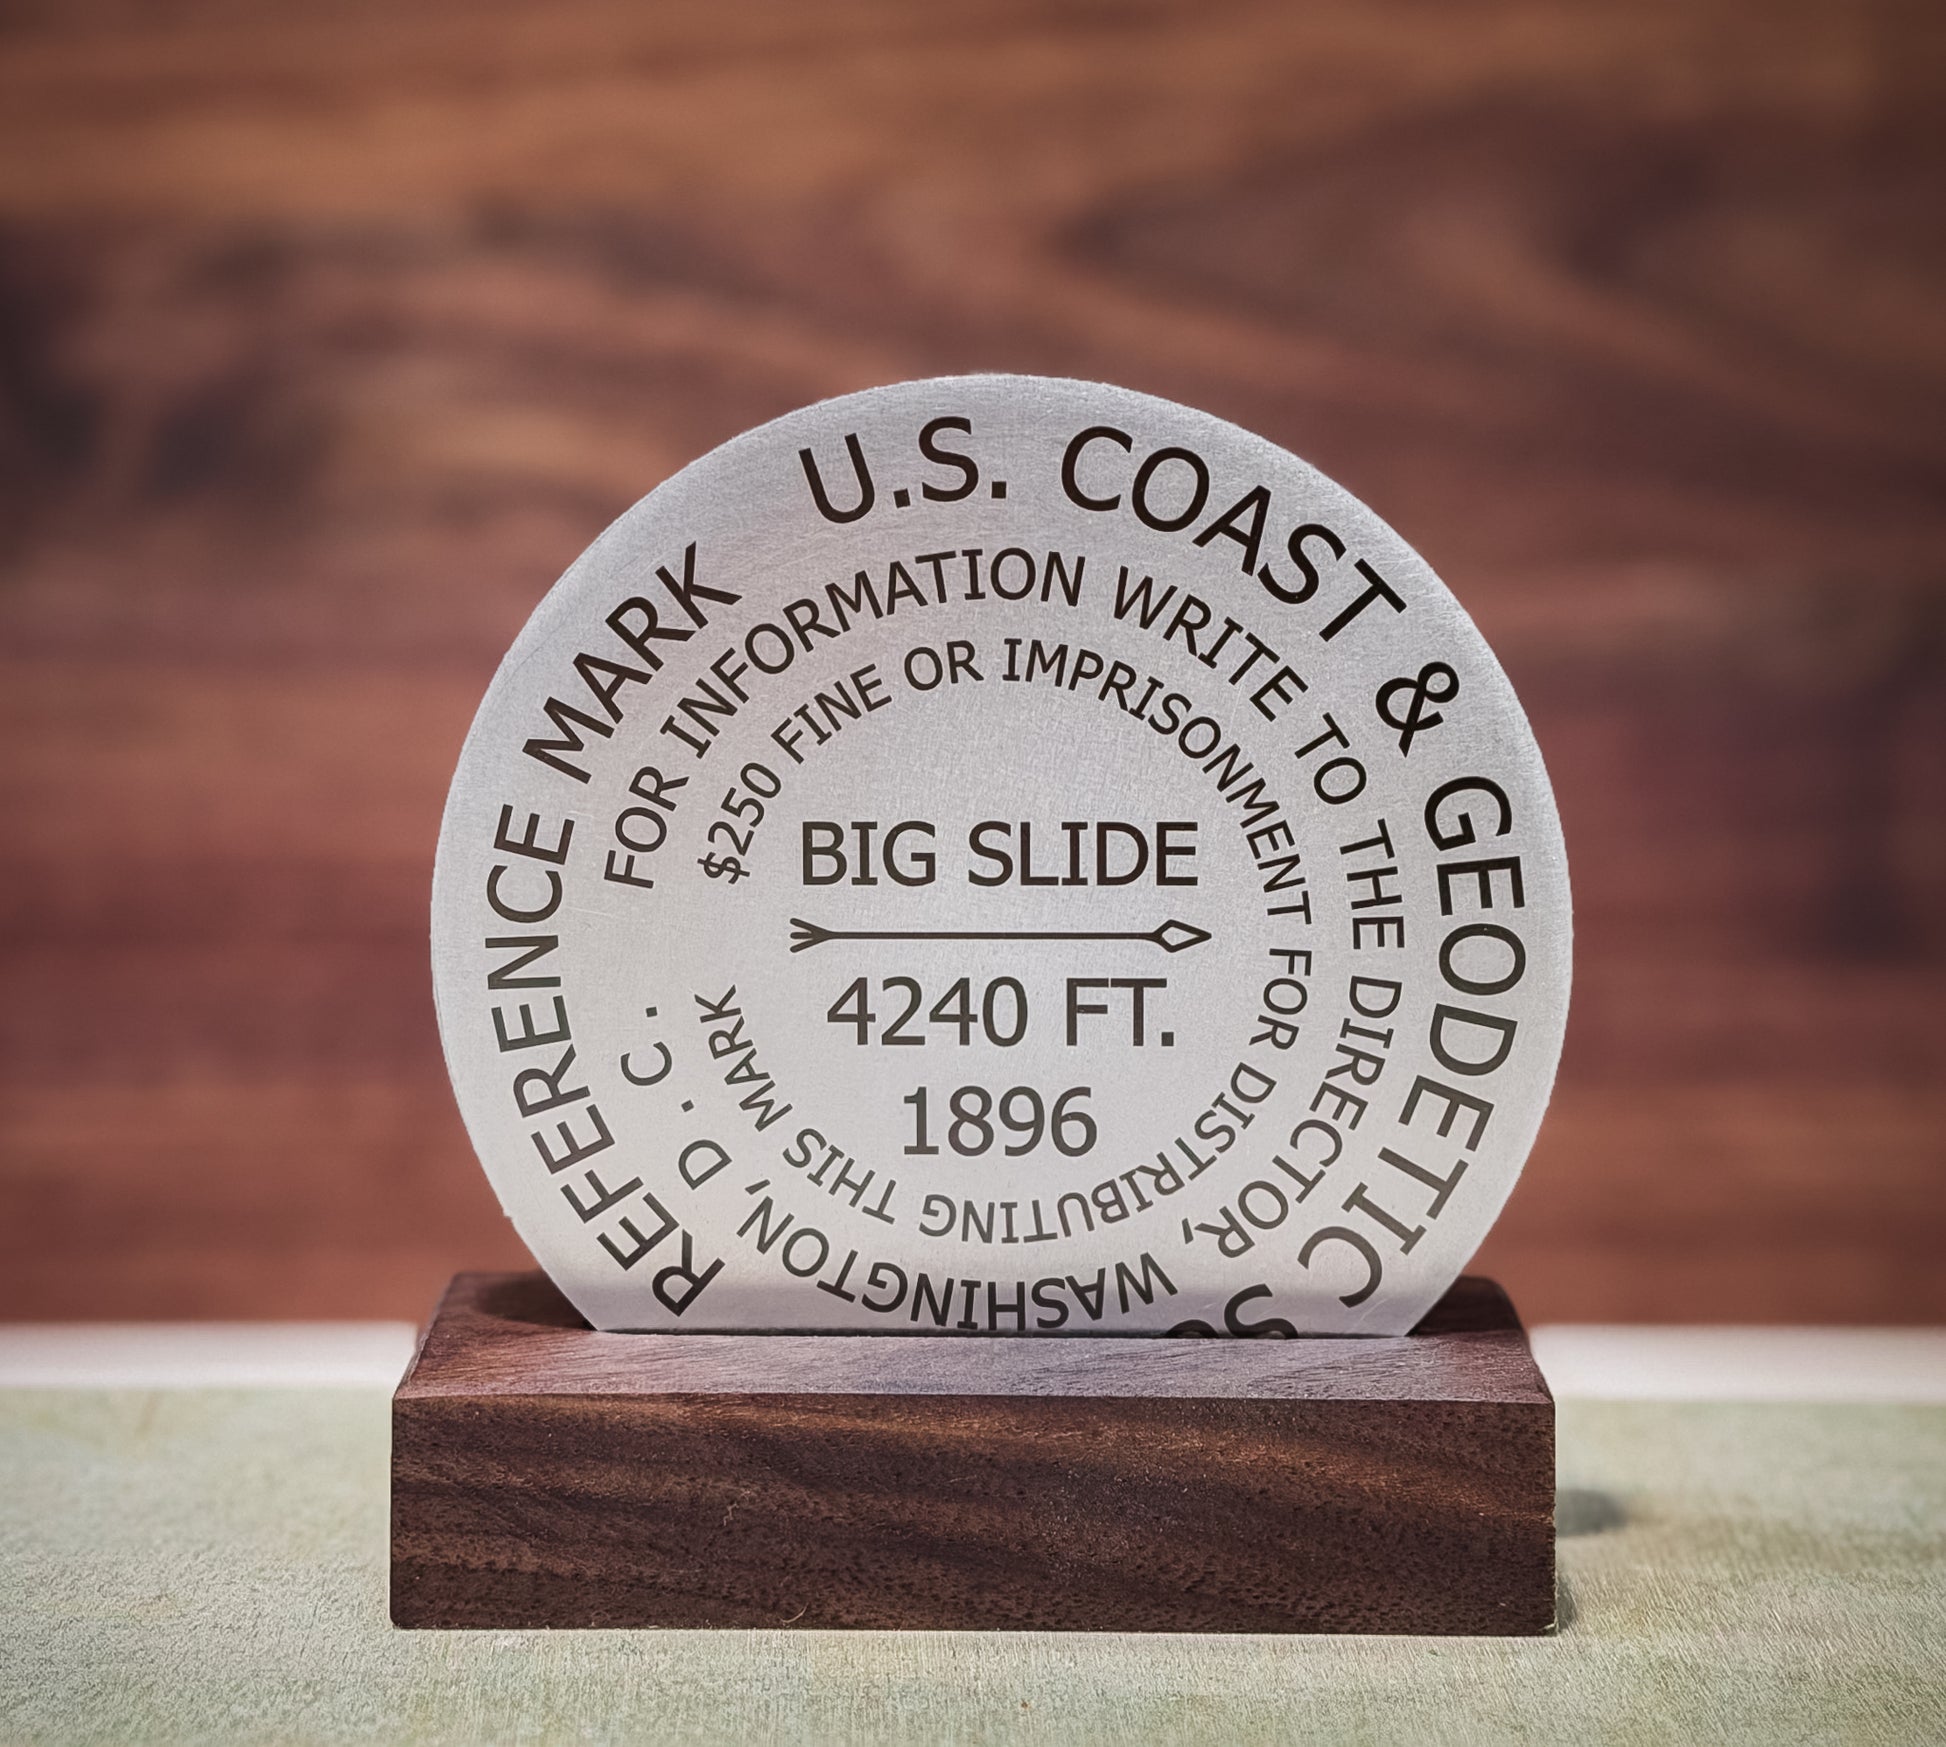 U.S. COAST & GEODETIC
REFERENCE MARK
FOR INFORMATION WRITE TO THE DIRECTOR, WASHINGTON, D.C.
$250 FINE OR IMPRISONMENT FOR DISTRIBUTING THIS MARK
BIG SLIDE
4240 FT.
1896